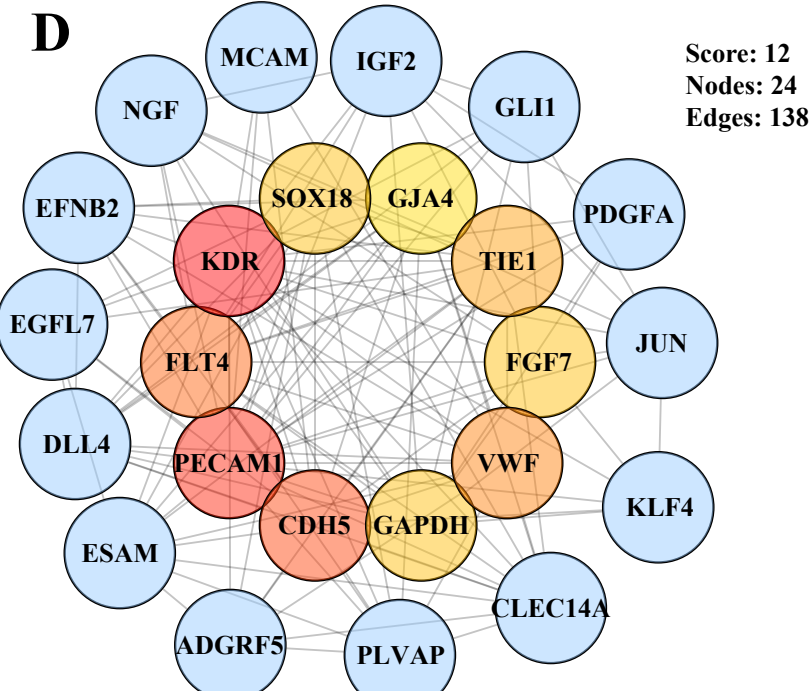 D
Score: 12
Nodes: 24
Edges: 138
MCAM
IGF2
NGF
GLI1
EFNB2
SOX18
GJA4
PDGFA
KDR
TIE1
EGFL7
JUN
FLT4
FGF7
DLL4
PECAM1
VWF
KLF4
ESAM
CDH5
GAPDH
CLEC14A
ADGRF5
PLVAP